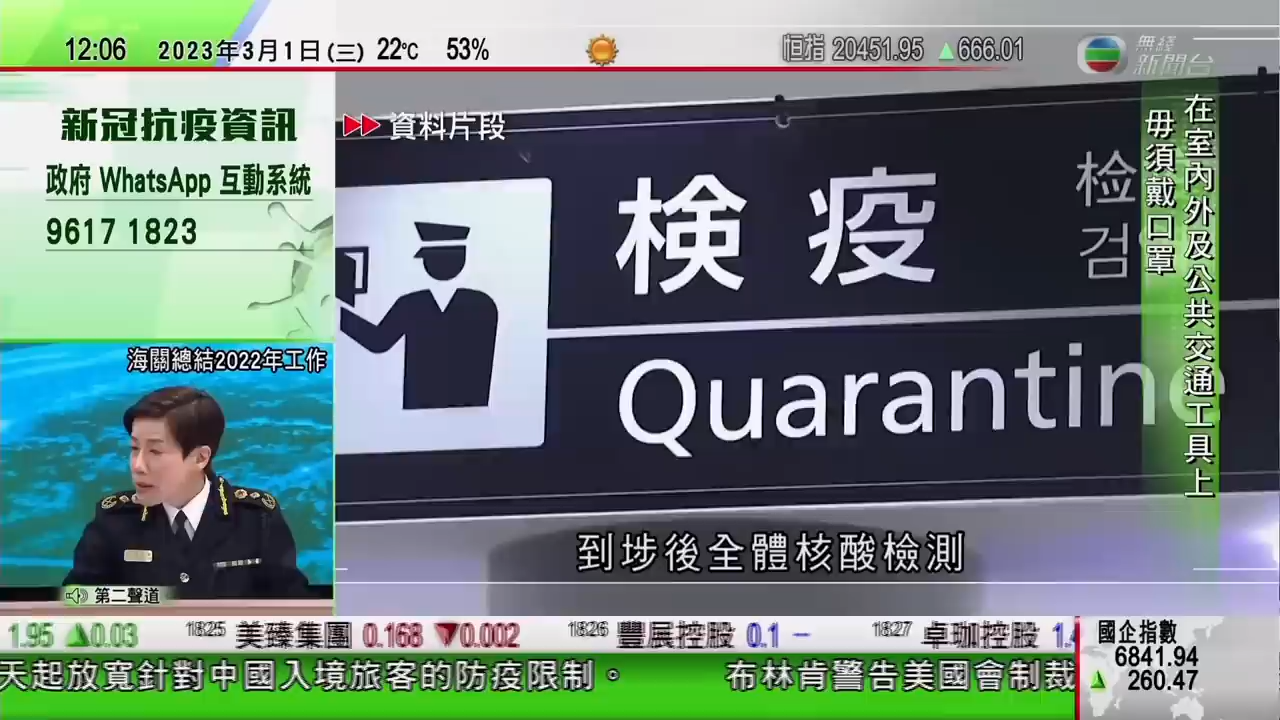 12:06 2023年3月1日(三) 22℃ 53%
恒指 20451.95 ▲666.01
無綫
新聞台
新冠抗疫資訊
政府 WhatsApp 互動系統
9617 1823
資料片段
検疫
检
검
Quarantine
在室內外及公共交通工具上
毋須戴口罩
海關總結2022年工作
第二聲道
到埗後全體核酸檢測
1.95 ▲0.03 1825 美臻集團 0.168 ▼0.002 1826 豐展控股 0.1 – 1827 卓珈控股
國企指數
6841.94
▲ 260.47
天起放寬針對中國入境旅客的防疫限制。 布林肯警告美國會制裁